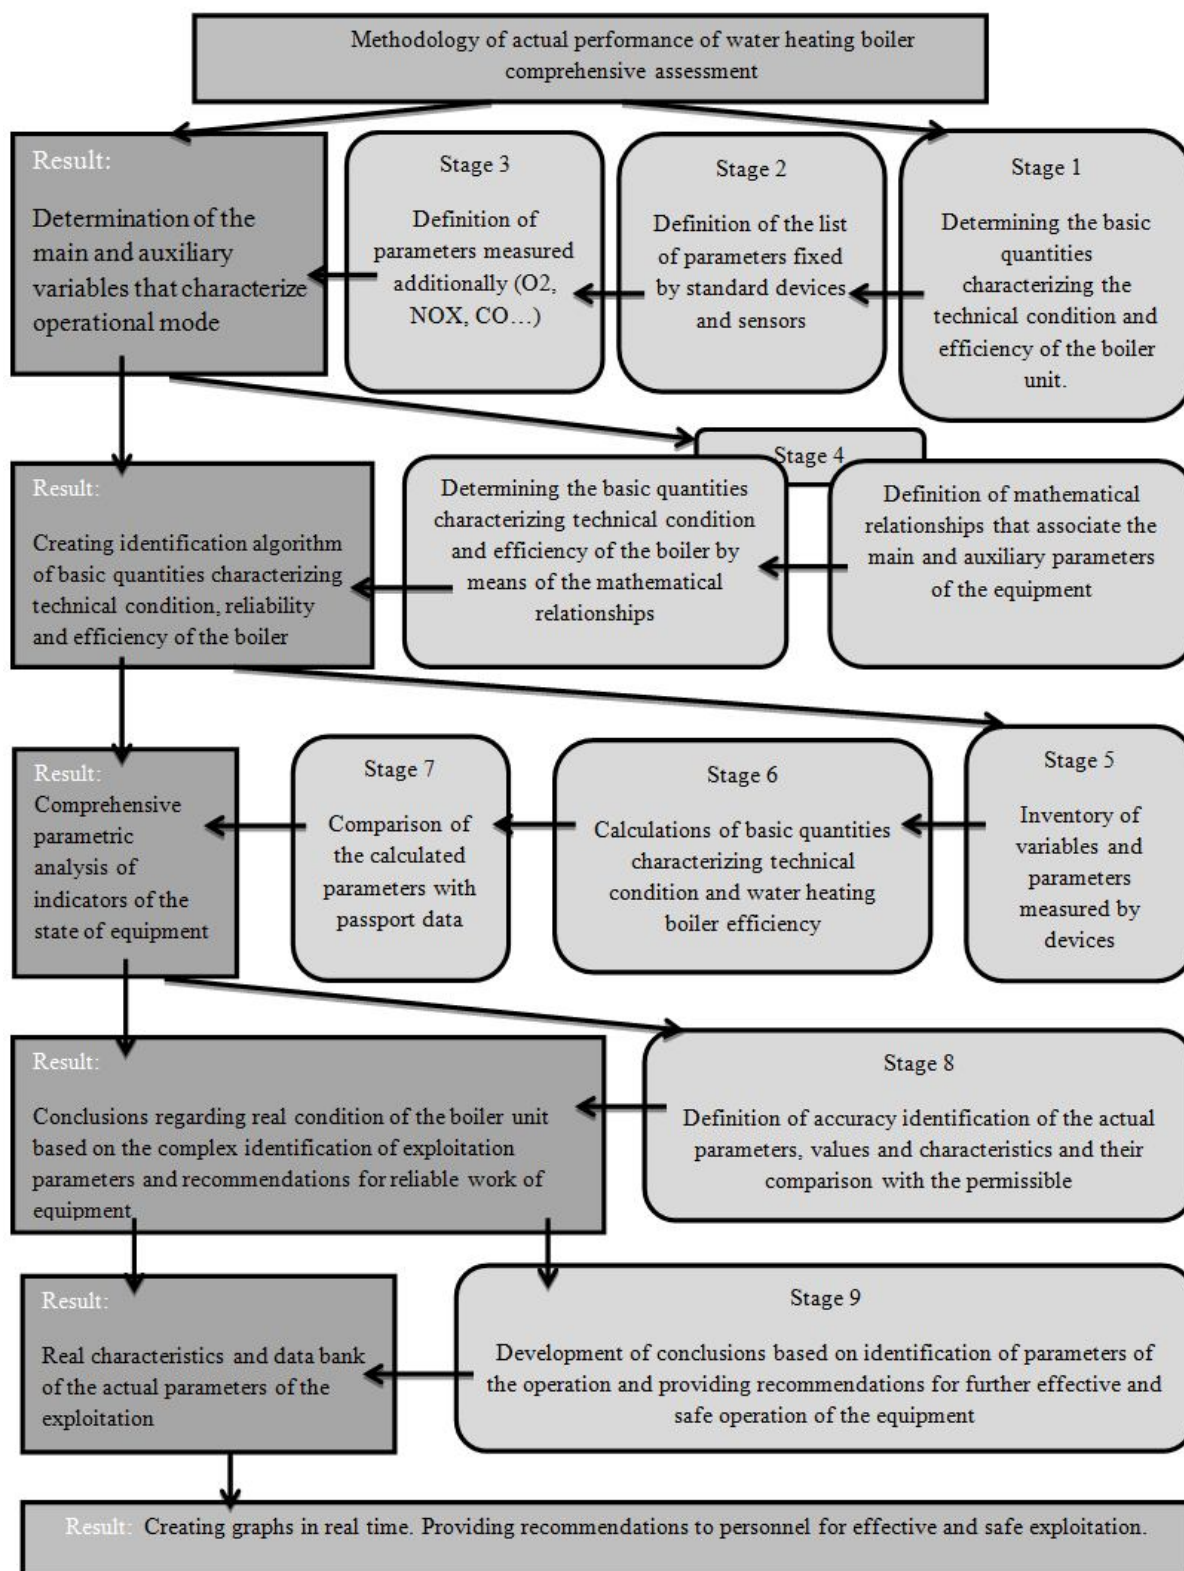 Methodology of actual performance of water heating boiler
comprehensive assessment
Result:
Determination of the
main and auxiliary
variables that characterize
operational mode
Stage 3
Definition of
parameters measured
additionally (O2,
NOX, CO…)
Stage 2
Definition of the list
of parameters fixed
by standard devices
and sensors
Stage 1
Determining the basic
quantities
characterizing the
technical condition and
efficiency of the boiler
unit.
Stage 4
Result:
Creating identification algorithm
of basic quantities characterizing
technical condition, reliability
and efficiency of the boiler
Determining the basic quantities
characterizing technical condition
and efficiency of the boiler by
means of the mathematical
relationships
Definition of mathematical
relationships that associate the
main and auxiliary parameters
of the equipment
Result:
Comprehensive
parametric
analysis of
indicators of the
state of equipment
Stage 7
Comparison of
the calculated
parameters with
passport data
Stage 6
Calculations of basic quantities
characterizing technical
condition and water heating
boiler efficiency
Stage 5
Inventory of
variables and
parameters
measured by
devices
Result:
Conclusions regarding real condition of the boiler unit
based on the complex identification of exploitation
parameters and recommendations for reliable work of
equipment
Stage 8
Definition of accuracy identification of the actual
parameters, values and characteristics and their
comparison with the permissible
Result:
Real characteristics and data bank
of the actual parameters of the
exploitation
Stage 9
Development of conclusions based on identification of parameters of
the operation and providing recommendations for further effective and
safe operation of the equipment
Result: Creating graphs in real time. Providing recommendations to personnel for effective and safe exploitation.